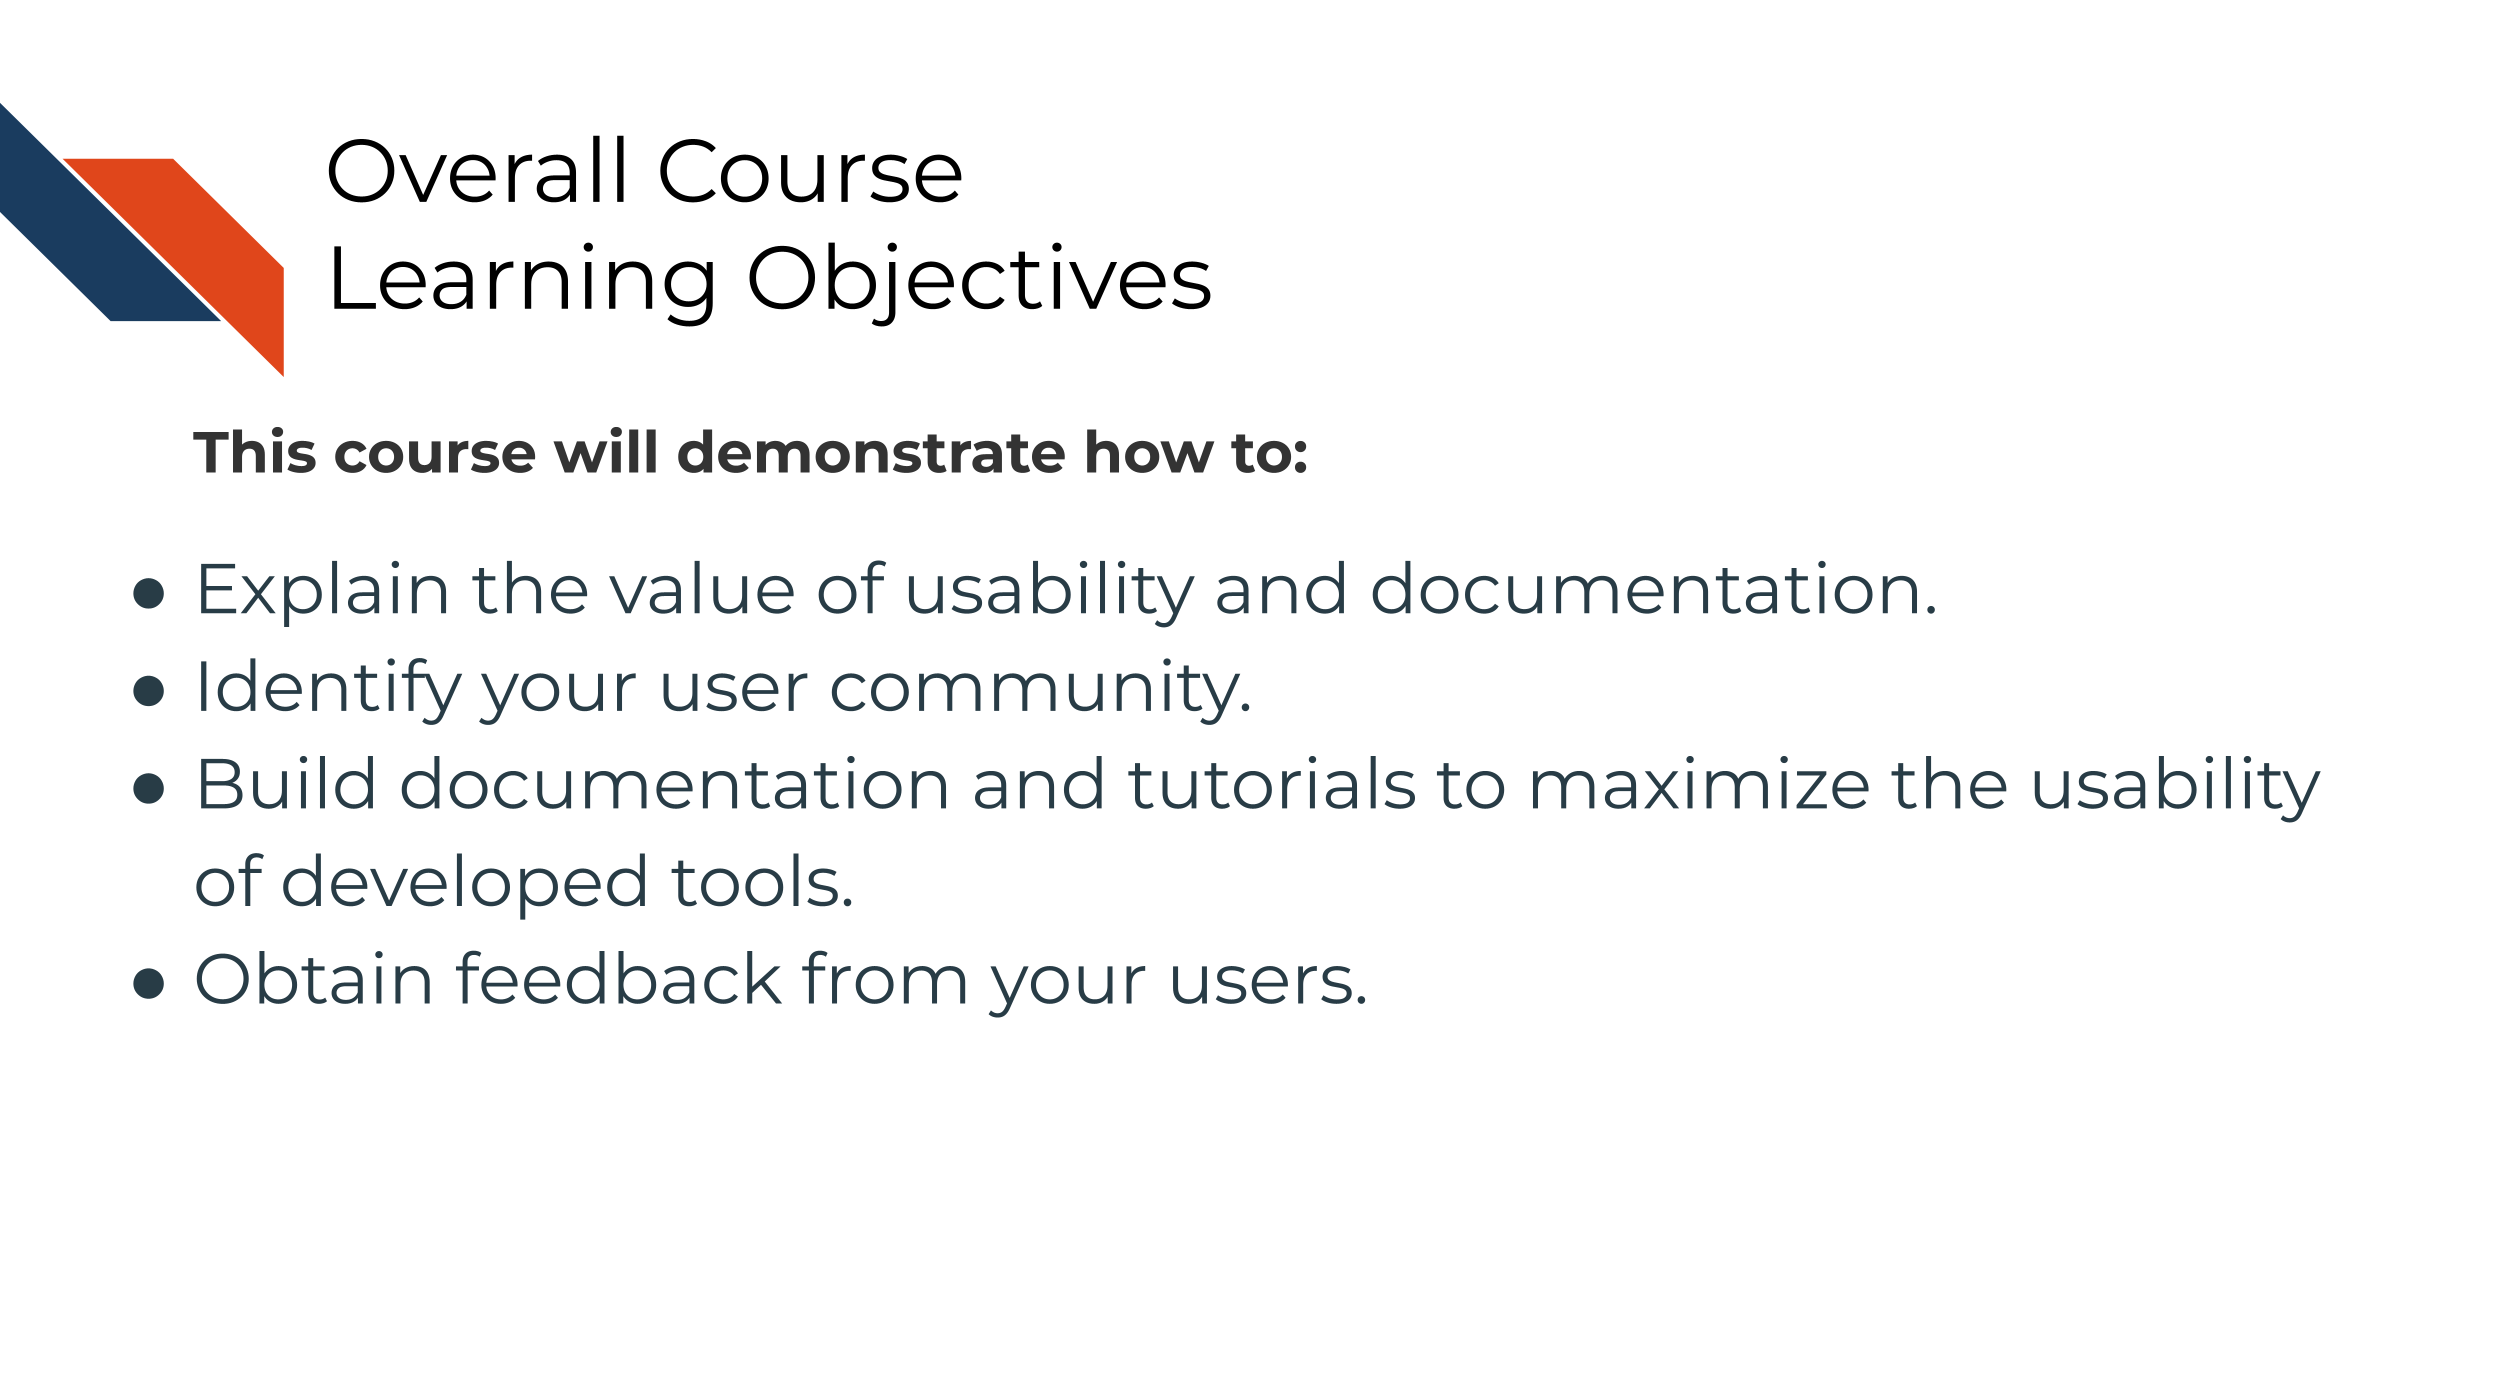 Overall Course
Learning Objectives
This course will demonstrate how to:
● Explain the value of usability and documentation.
● Identify your user community.
● Build documentation and tutorials to maximize the usability
of developed tools.
● Obtain feedback from your users.